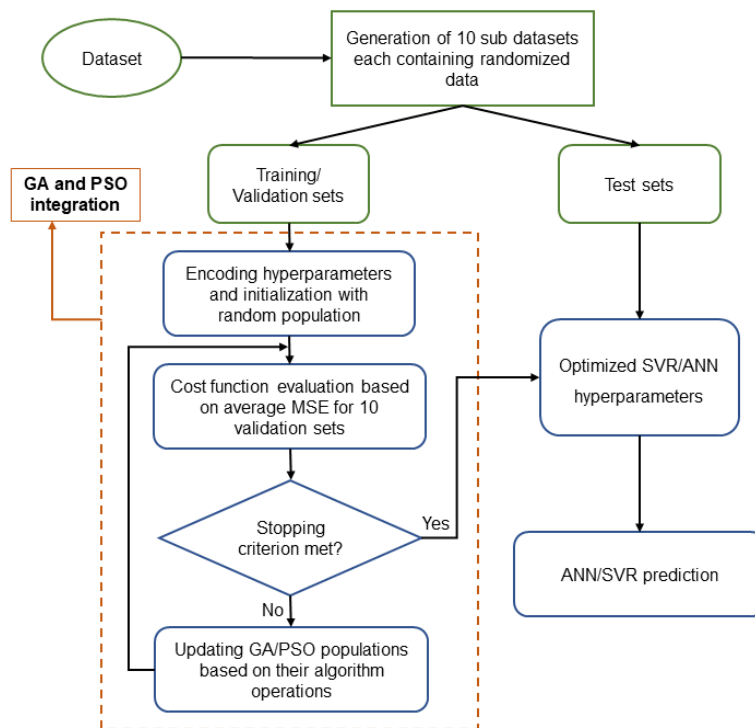 Dataset
Generation of 10 sub datasets
each containing randomized
data
GA and PSO
integration
Training/
Validation sets
Test sets
Encoding hyperparameters
and initialization with
random population
Cost function evaluation based
on average MSE for 10
validation sets
Optimized SVR/ANN
hyperparameters
Stopping
criterion met?
Yes
No
ANN/SVR prediction
Updating GA/PSO populations
based on their algorithm
operations